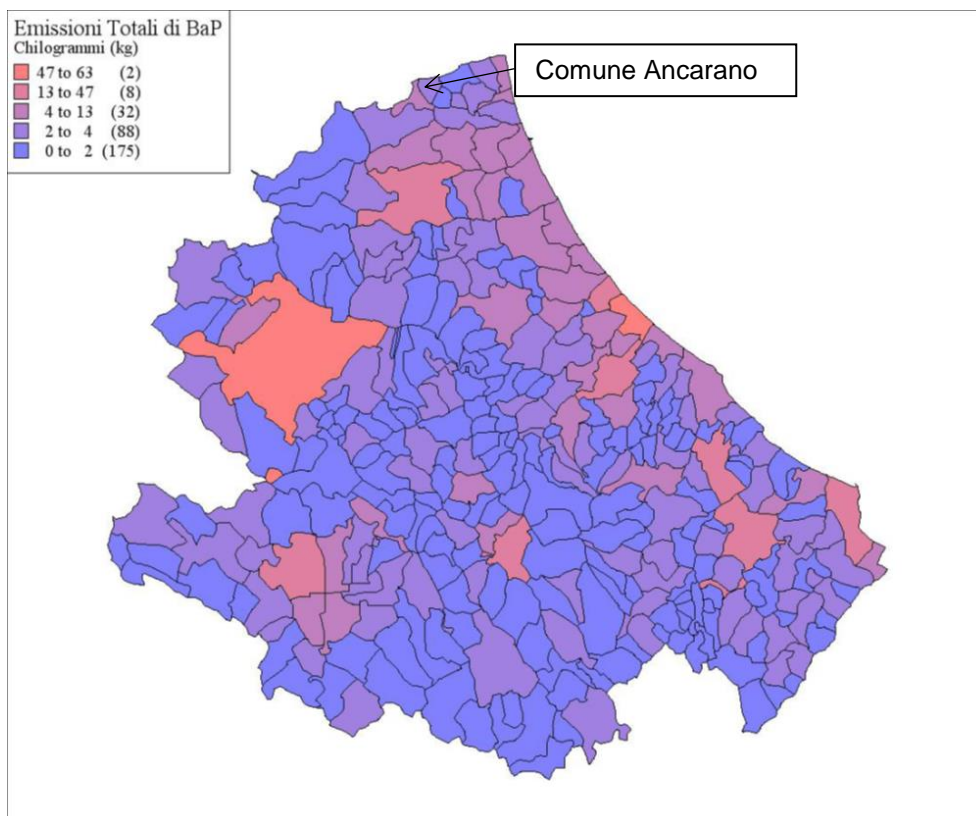 Emissioni Totali di BaP
Chilogrammi (kg)
47 to 63 (2)
13 to 47 (8)
4 to 13 (32)
2 to 4 (88)
0 to 2 (175)
Comune Ancarano